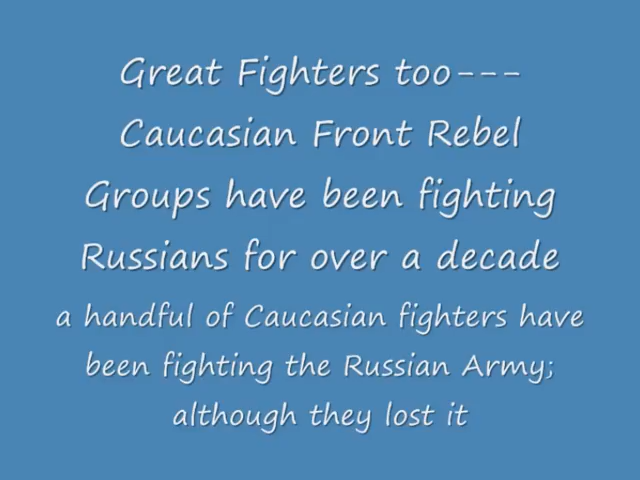 Great Fighters too---
Caucasian Front Rebel
Groups have been fighting
Russians for over a decade
a handful of Caucasian fighters have
been fighting the Russian Army;
although they lost it